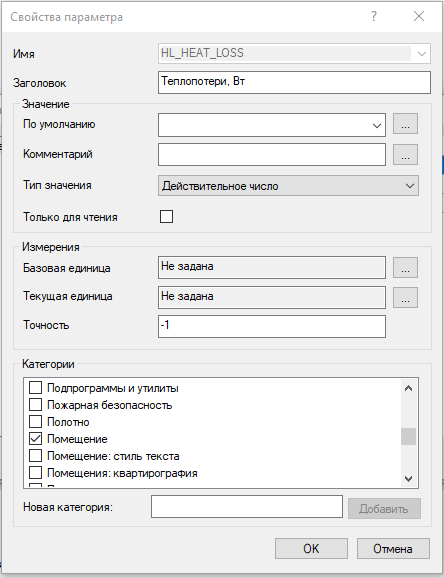 Свойства параметра
?
Имя
HL_HEAT_LOSS
Заголовок
Теплопотери, Вт
Значение
По умолчанию
...
Комментарий
...
Тип значения
Действительное число
Только для чтения
Измерения
Базовая единица
Не задана
...
Текущая единица
Не задана
...
Точность
-1
Категории
Подпрограммы и утилиты
Пожарная безопасность
Полотно
Помещение
Помещение: стиль текста
Помещения: квартирография
Новая категория:
Добавить
OK
Отмена